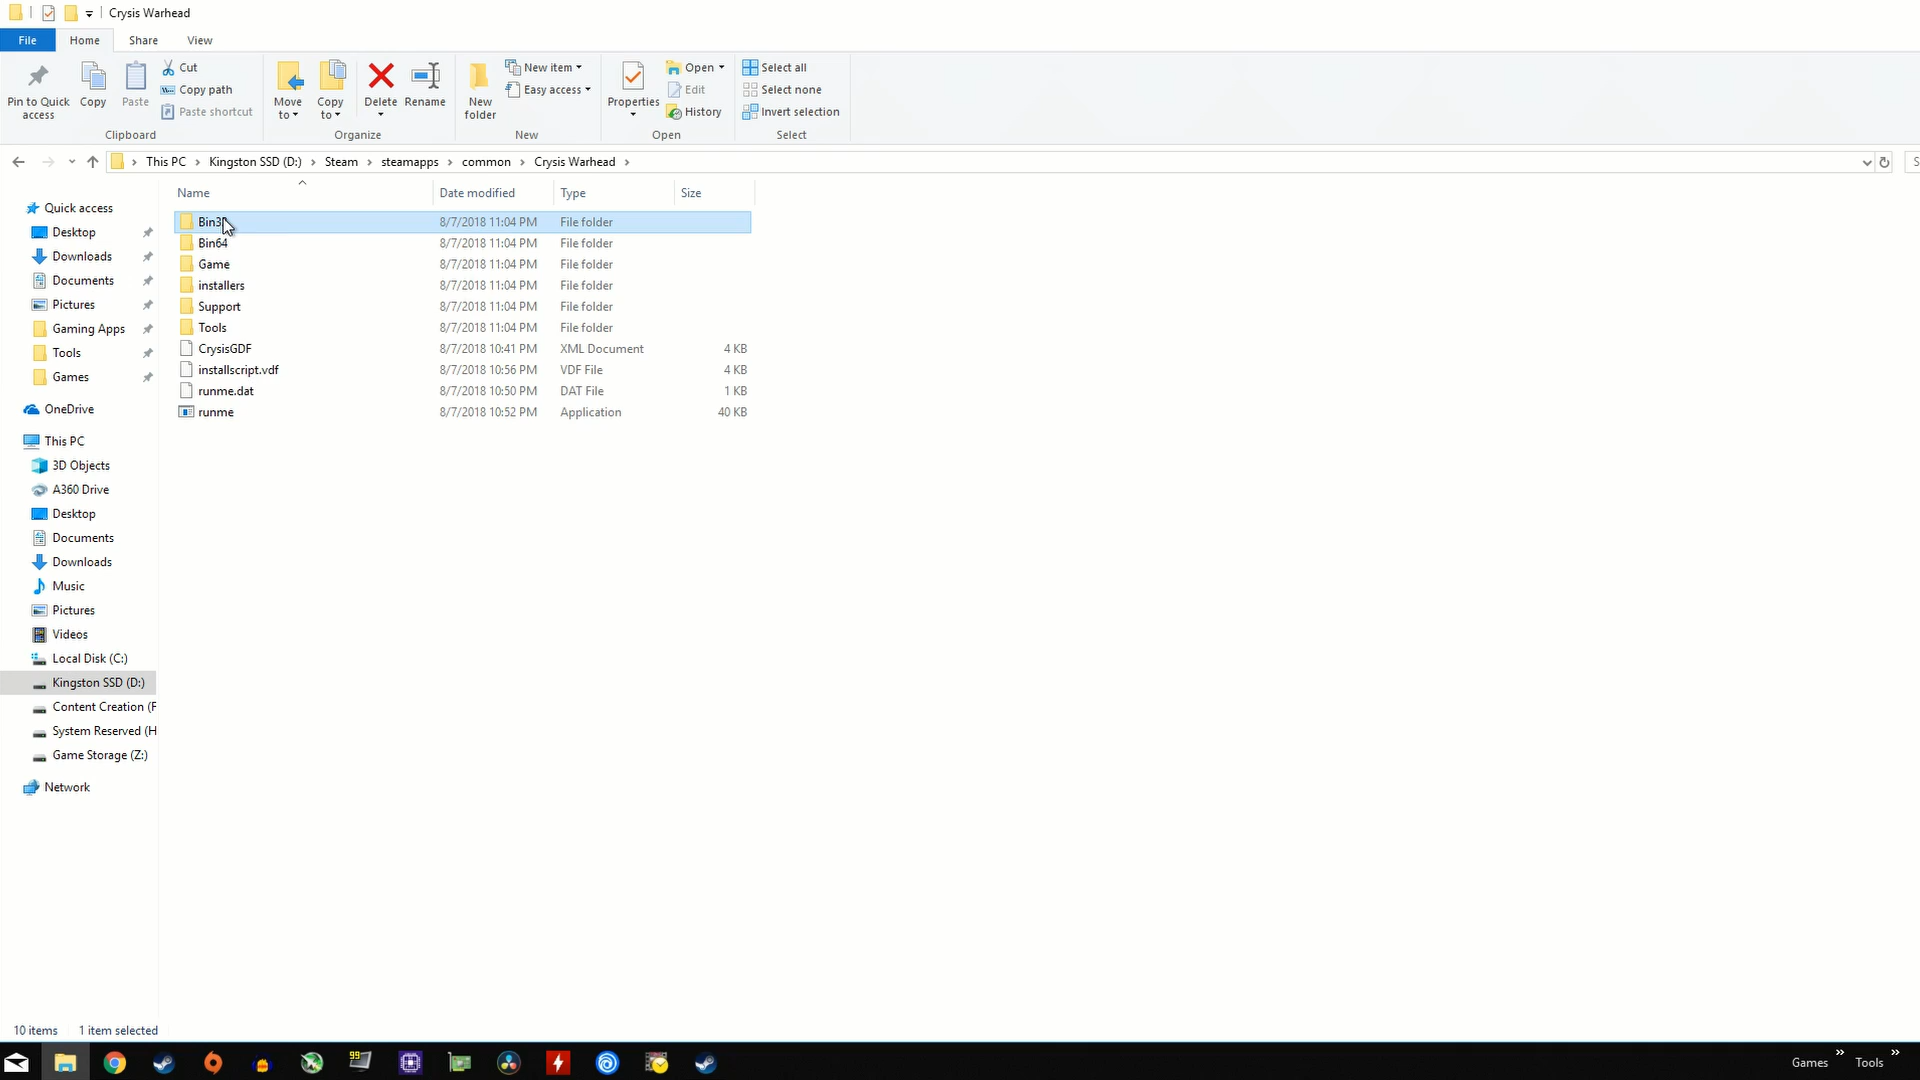 Crysis Warhead
File Home Share View
Pin to Quick access
Copy
Paste
Cut
Copy path
Paste shortcut
Clipboard
Move to
Copy to
Delete
Rename
Organize
New folder
New item
Easy access
New
Properties
Open
Edit
History
Open
Select all
Select none
Invert selection
Select
This PC Kingston SSD (D:) Steam steamapps common Crysis Warhead
Name Date modified Type Size
Bin3 8/7/2018 11:04 PM File folder
Bin64 8/7/2018 11:04 PM File folder
Game 8/7/2018 11:04 PM File folder
installers 8/7/2018 11:04 PM File folder
Support 8/7/2018 11:04 PM File folder
Tools 8/7/2018 11:04 PM File folder
CrysisGDF 8/7/2018 10:41 PM XML Document 4 KB
installscript.vdf 8/7/2018 10:56 PM VDF File 4 KB
runme.dat 8/7/2018 10:50 PM DAT File 1 KB
runme 8/7/2018 10:52 PM Application 40 KB
Quick access
Desktop
Downloads
Documents
Pictures
Gaming Apps
Tools
Games
OneDrive
This PC
3D Objects
A360 Drive
Desktop
Documents
Downloads
Music
Pictures
Videos
Local Disk (C:)
Kingston SSD (D:)
Content Creation (F
System Reserved (H
Game Storage (Z:)
Network
10 items 1 item selected
99
Games » Tools »